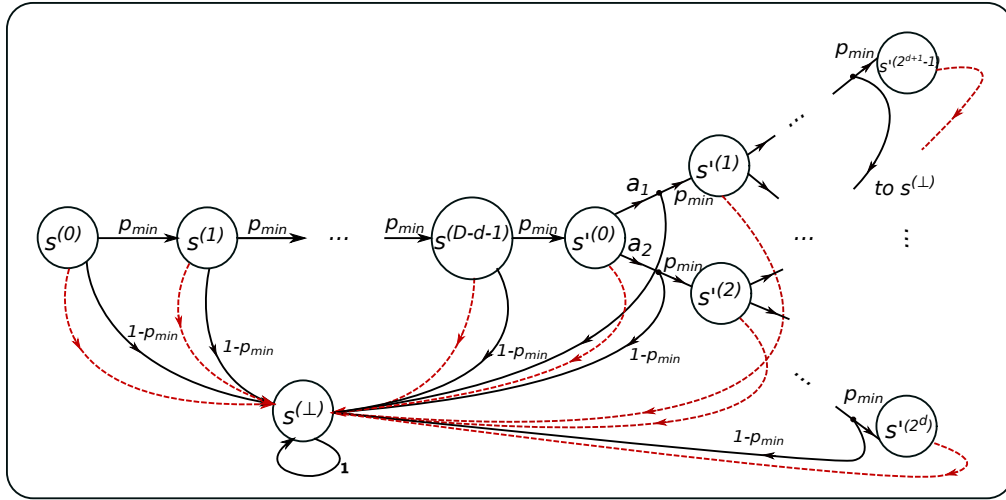 p_min
s'^(2^(d+1)-1)
...
s'^(1)
a_1
p_min
to s^(⊥)
s^(0)
p_min
s^(1)
p_min
...
p_min
s^(D-d-1)
p_min
s'^(0)
a_2
p_min
s'^(2)
...
...
1-p_min
1-p_min
1-p_min
1-p_min
...
p_min
s'^(2^d)
s^(⊥)
1-p_min
1